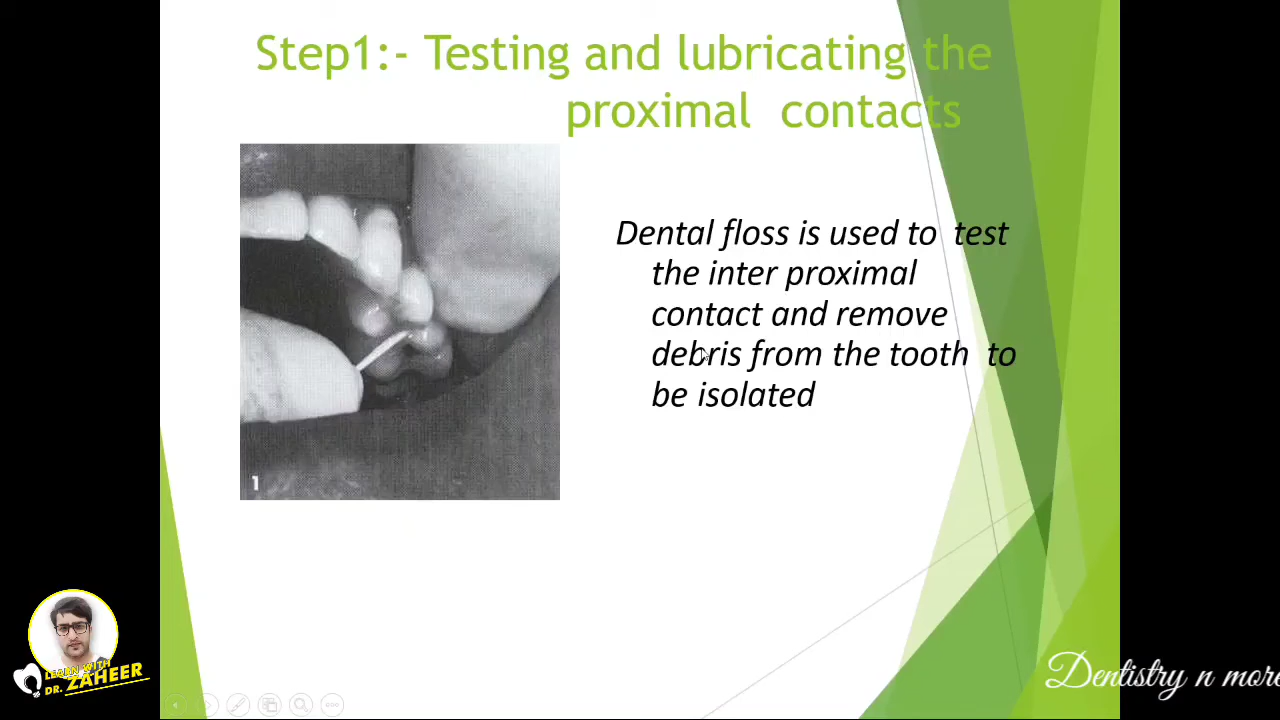 Step1:- Testing and lubricating the
proximal contacts
Dental floss is used to test
the inter proximal
contact and remove
debris from the tooth to
be isolated
1
LEARN WITH
DR. ZAHEER
Dentistry n more